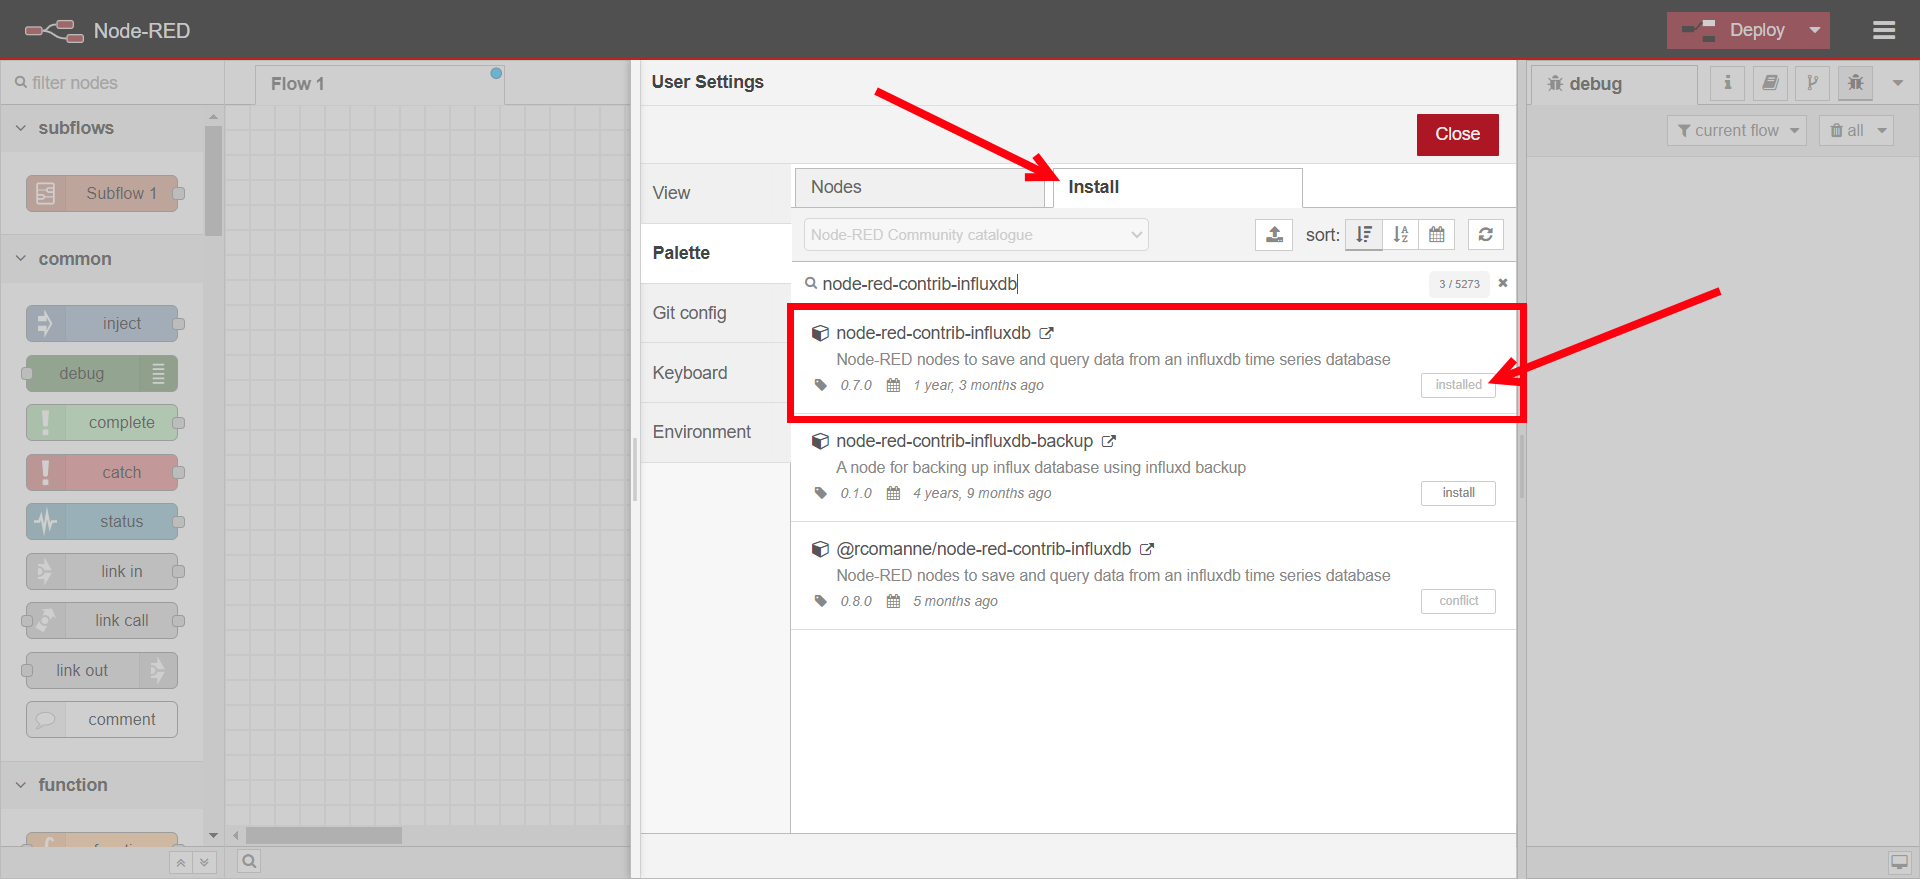 Node-RED
Deploy
filter nodes
Flow 1
User Settings
debug
Close
current flow
all
subflows
Subflow 1
common
inject
debug
complete
catch
status
link in
link call
link out
comment
function
View
Palette
Git config
Keyboard
Environment
Nodes
Install
Node-RED Community catalogue
sort:
node-red-contrib-influxdb
3 / 5273
node-red-contrib-influxdb
Node-RED nodes to save and query data from an influxdb time series database
0.7.0 1 year, 3 months ago
installed
node-red-contrib-influxdb-backup
A node for backing up influx database using influxd backup
0.1.0 4 years, 9 months ago
install
@rcomanne/node-red-contrib-influxdb
Node-RED nodes to save and query data from an influxdb time series database
0.8.0 5 months ago
conflict